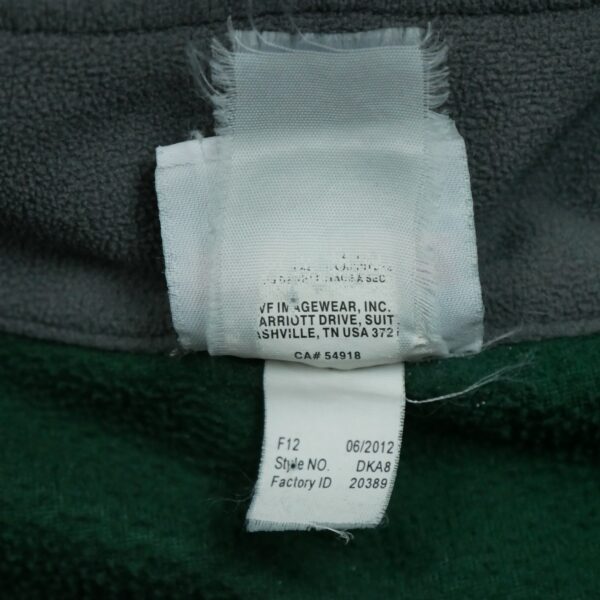 VF IMAGEWEAR, INC.
ARRIOTT DRIVE, SUIT
ASHVILLE, TN USA 372
CA# 54918
F12 06/2012
Style NO. DKA8
Factory ID 20389